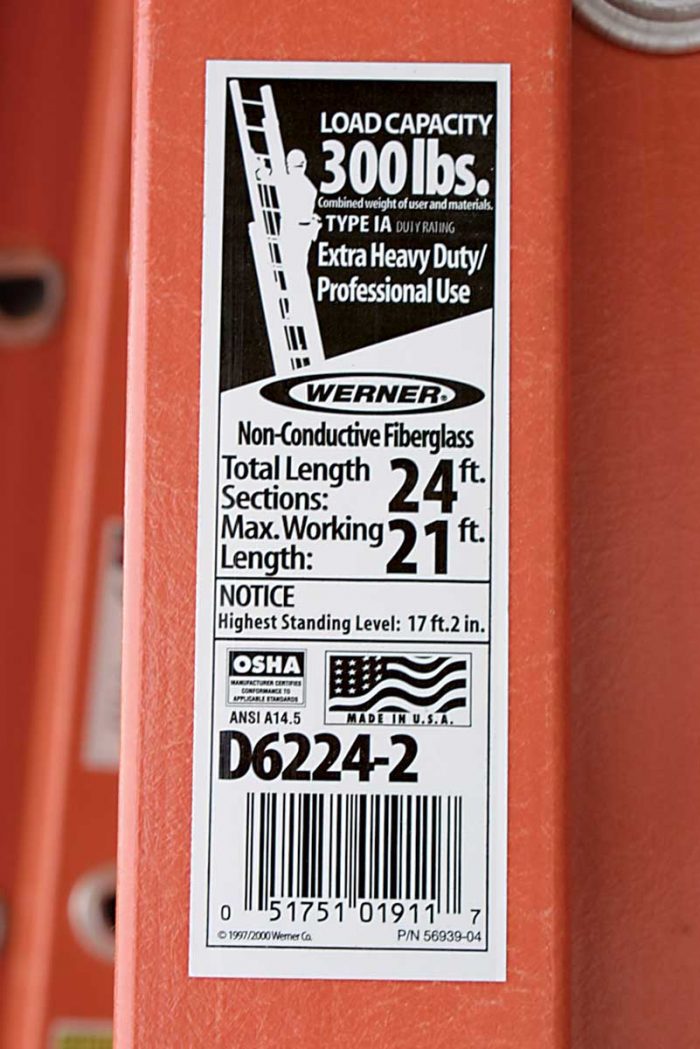 LOAD CAPACITY
300 lbs.
Combined weight of user and materials.
TYPE IA DUTY RATING
Extra Heavy Duty/
Professional Use
WERNER®
Non-Conductive Fiberglass
Total Length
Sections: 24 ft.
Max. Working
Length: 21 ft.
NOTICE
Highest Standing Level: 17 ft. 2 in.
OSHA
MANUFACTURER CERTIFIES
CONFORMANCE TO
APPLICABLE STANDARDS
ANSI A14.5
MADE IN U.S.A.
D6224-2
0 51751 01911 7
© 1997/2000 Werner Co. P/N 56939-04